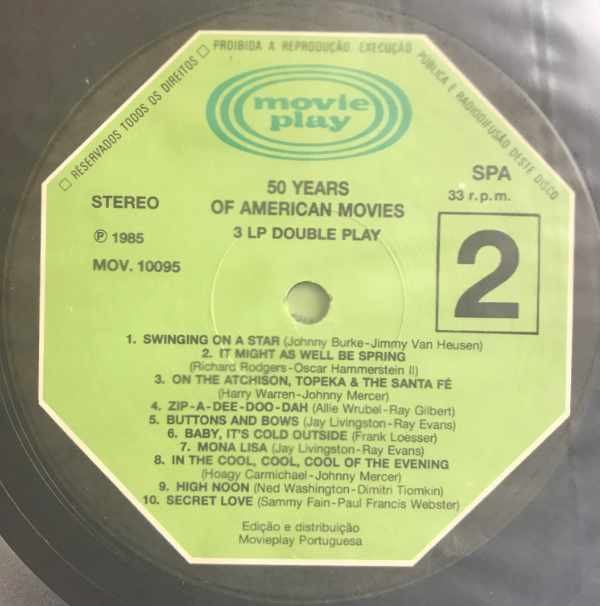 □ RESERVADOS TODOS OS DIREITOS □ PROIBIDA A REPRODUÇÃO, EXECUÇÃO PÚBLICA E RADIODIFUSÃO DESTE DISCO
movie
play
SPA
33 r.p.m.
STEREO
50 YEARS
OF AMERICAN MOVIES
℗ 1985
3 LP DOUBLE PLAY
MOV. 10095
2
1. SWINGING ON A STAR (Johnny Burke-Jimmy Van Heusen)
2. IT MIGHT AS WELL BE SPRING
(Richard Rodgers-Oscar Hammerstein II)
3. ON THE ATCHISON, TOPEKA & THE SANTA FÉ
(Harry Warren-Johnny Mercer)
4. ZIP-A-DEE-DOO-DAH (Allie Wrubel-Ray Gilbert)
5. BUTTONS AND BOWS (Jay Livingston-Ray Evans)
6. BABY, IT'S COLD OUTSIDE (Frank Loesser)
7. MONA LISA (Jay Livingston-Ray Evans)
8. IN THE COOL, COOL, COOL OF THE EVENING
(Hoagy Carmichael-Johnny Mercer)
9. HIGH NOON (Ned Washington-Dimitri Tiomkin)
10. SECRET LOVE (Sammy Fain-Paul Francis Webster)
Edição e distribuição
Movieplay Portuguesa